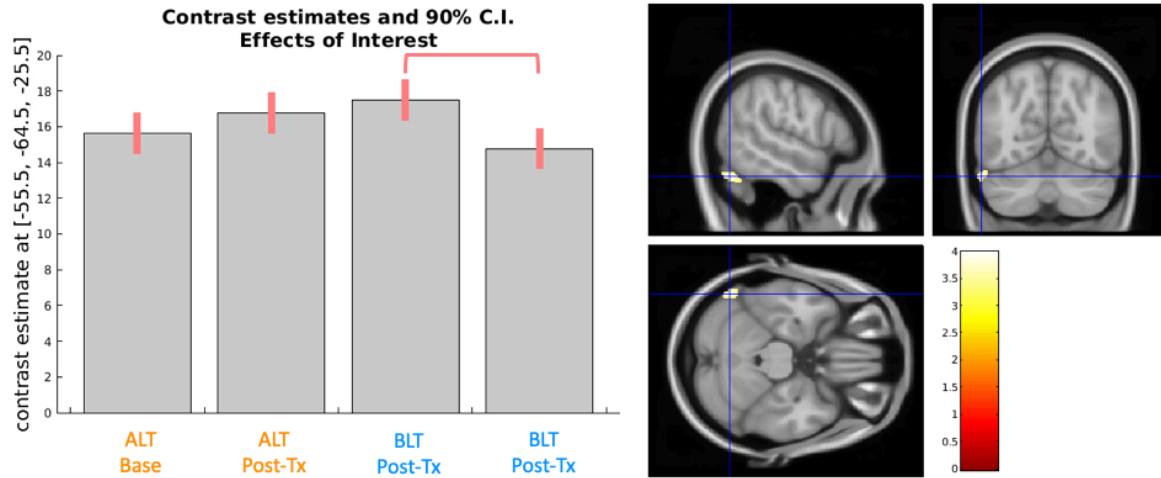 Contrast estimates and 90% C.I.
Effects of Interest
contrast estimate at [-55.5, -64.5, -25.5]
20
18
16
14
12
10
8
6
4
2
0
ALT
Base
ALT
Post-Tx
BLT
Post-Tx
BLT
Post-Tx
4
3.5
3
2.5
2
1.5
1
0.5
0